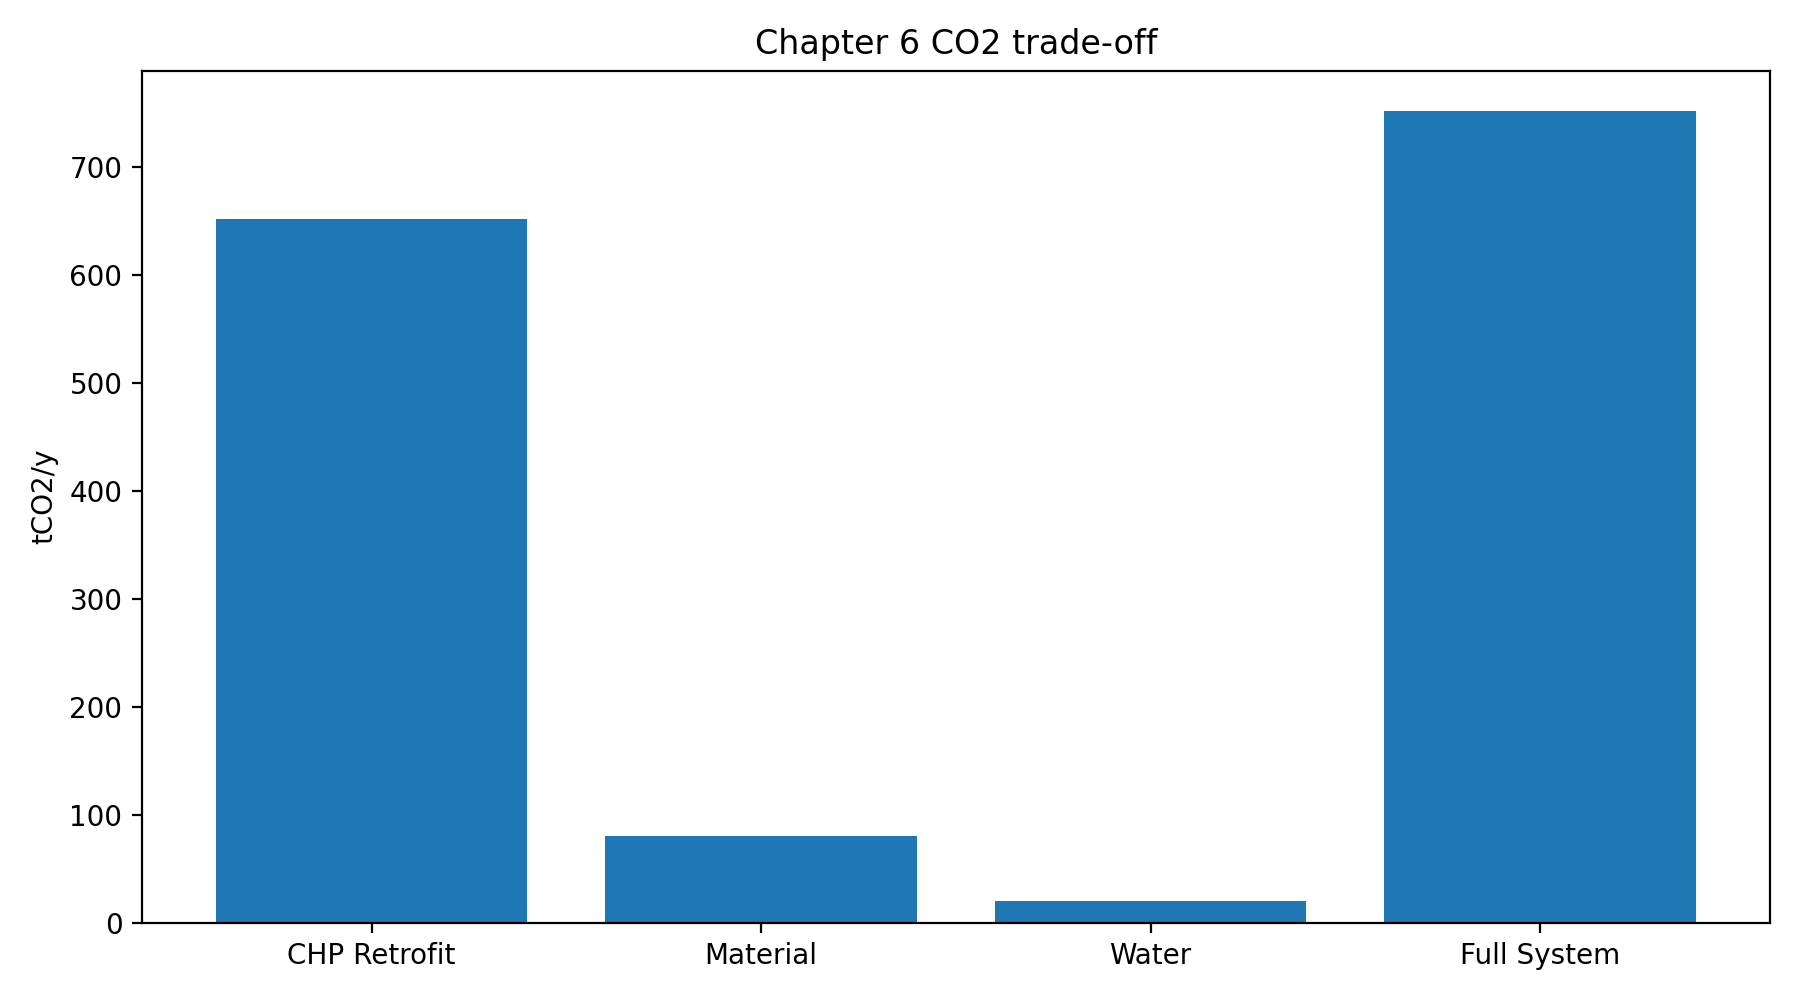 Chapter 6 CO2 trade-off
tCO2/y
700
600
500
400
300
200
100
0
CHP Retrofit
Material
Water
Full System